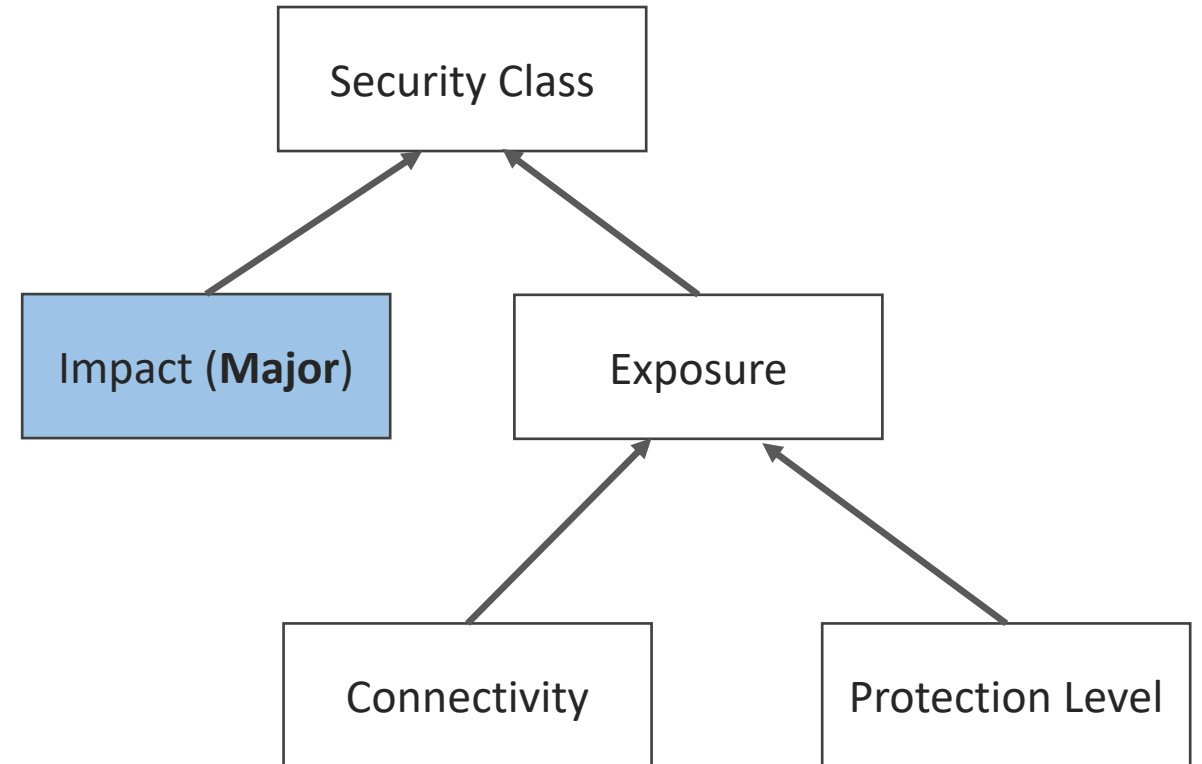 Security Class
Impact (Major)
Exposure
Connectivity
Protection Level